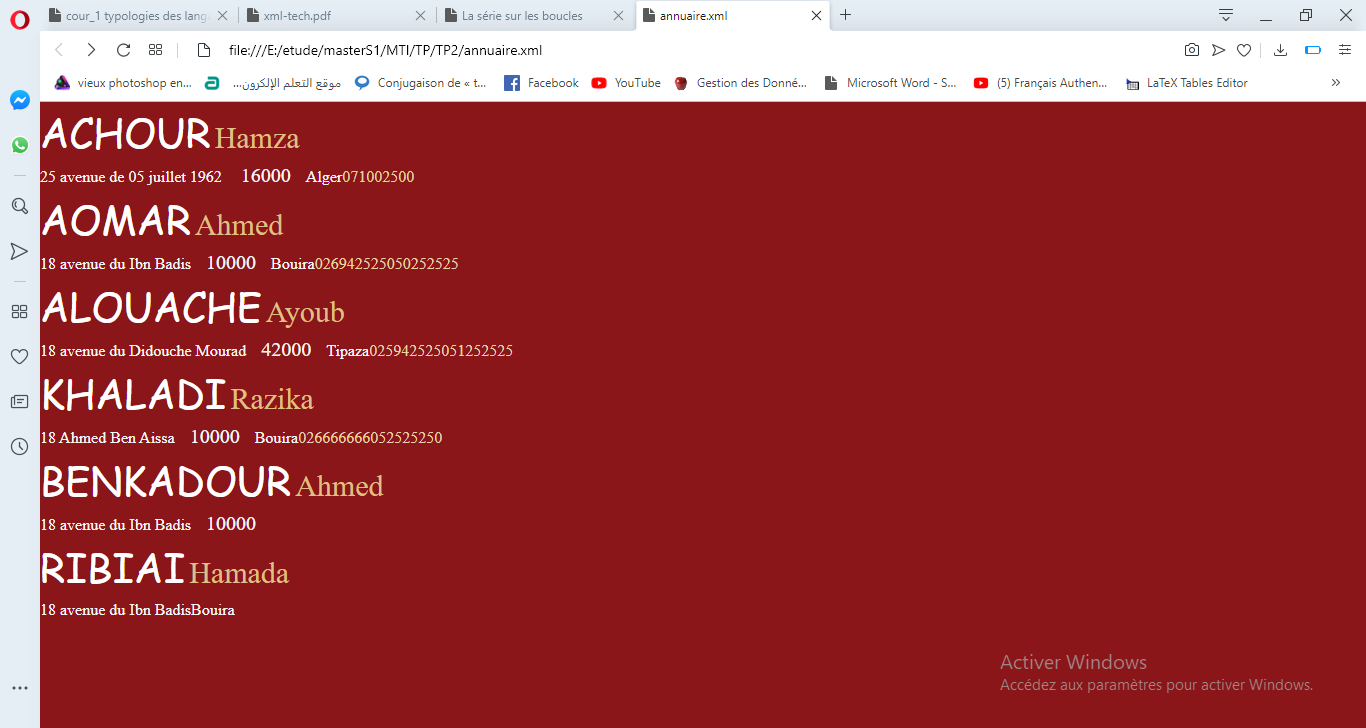 cour_1 typologies des lang
xml-tech.pdf
La série sur les boucles
annuaire.xml
file:///E:/etude/masterS1/MTI/TP/TP2/annuaire.xml
vieux photoshop en...
موقع التعلم الإلكترون...
Conjugaison de « t...
Facebook
YouTube
Gestion des Donné...
Microsoft Word - S...
(5) Français Authen...
LaTeX Tables Editor
»
ACHOUR Hamza
25 avenue de 05 juillet 1962 16000 Alger071002500
AOMAR Ahmed
18 avenue du Ibn Badis 10000 Bouira026942525050252525
ALOUACHE Ayoub
18 avenue du Didouche Mourad 42000 Tipaza025942525051252525
KHALADI Razika
18 Ahmed Ben Aissa 10000 Bouira026666666052525250
BENKADOUR Ahmed
18 avenue du Ibn Badis 10000
RIBIAI Hamada
18 avenue du Ibn BadisBouira
Activer Windows
Accédez aux paramètres pour activer Windows.